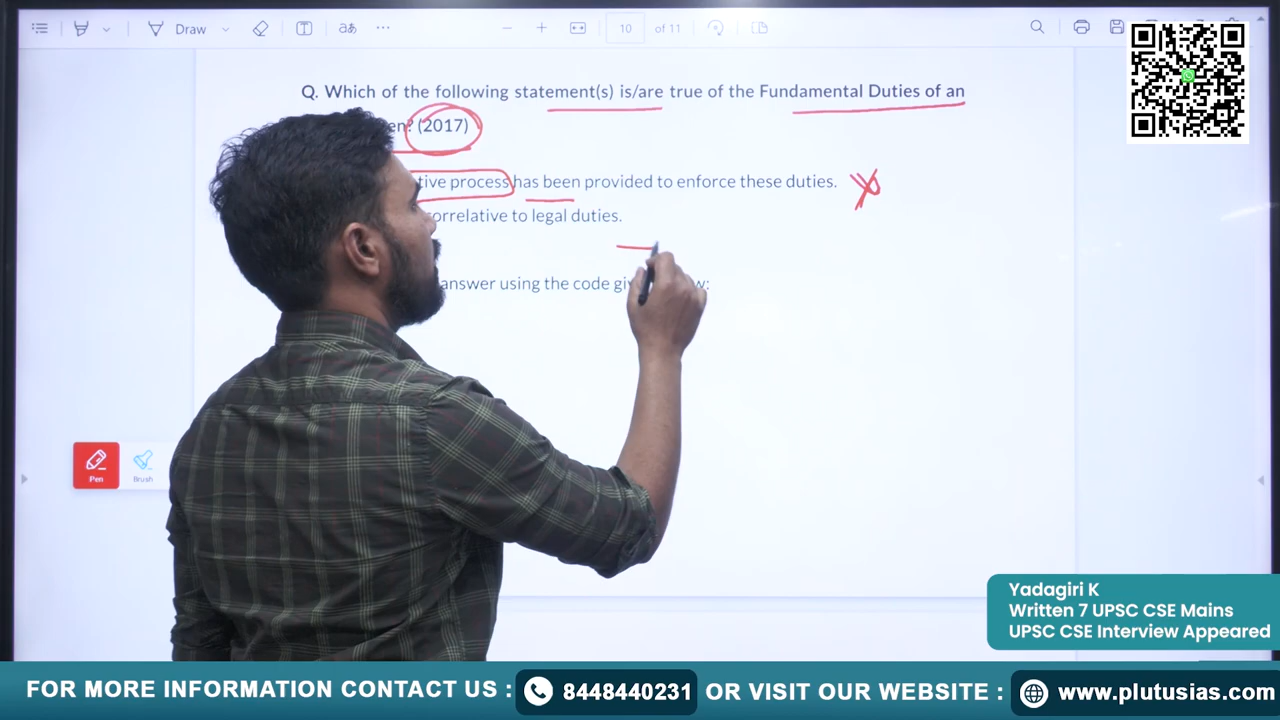 Draw
aあ
10 of 11
Q. Which of the following statement(s) is/are true of the Fundamental Duties of an
(2017)
process has been provided to enforce these duties.
correlative to legal duties.
answer using the code
Pen
Brush
Yadagiri K
Written 7 UPSC CSE Mains
UPSC CSE Interview Appeared
FOR MORE INFORMATION CONTACT US : 8448440231 OR VISIT OUR WEBSITE : www.plutusias.com